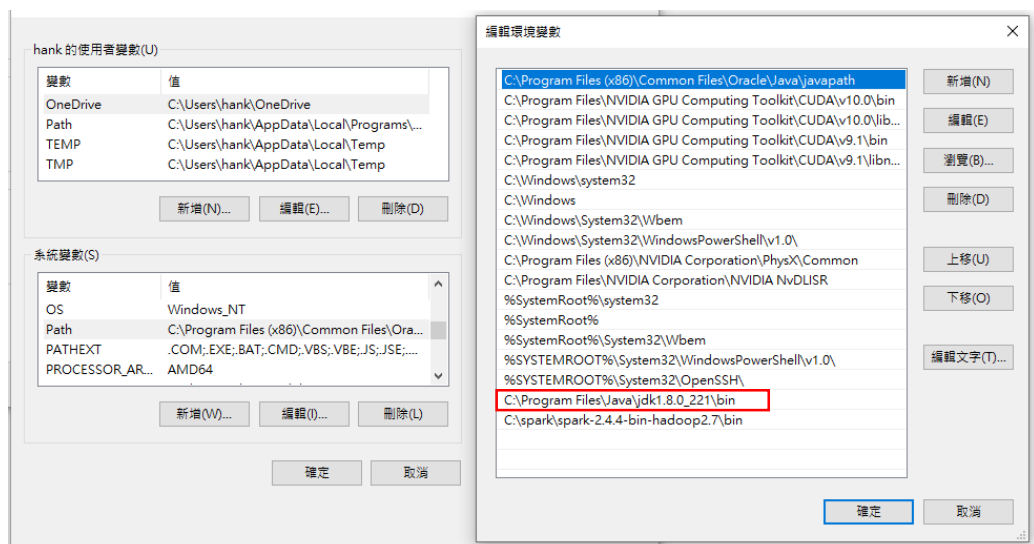 hank 的使用者變數(U)
變數 值
OneDrive C:\Users\hank\OneDrive
Path C:\Users\hank\AppData\Local\Programs\...
TEMP C:\Users\hank\AppData\Local\Temp
TMP C:\Users\hank\AppData\Local\Temp
新增(N)... 編輯(E)... 刪除(D)
系統變數(S)
變數 值
OS Windows_NT
Path C:\Program Files (x86)\Common Files\Ora...
PATHEXT .COM;.EXE;.BAT;.CMD;.VBS;.VBE;.JS;.JSE;....
PROCESSOR_AR... AMD64
新增(W)... 編輯(I)... 刪除(L)
確定 取消
編輯環境變數
C:\Program Files (x86)\Common Files\Oracle\Java\javapath
C:\Program Files\NVIDIA GPU Computing Toolkit\CUDA\v10.0\bin
C:\Program Files\NVIDIA GPU Computing Toolkit\CUDA\v10.0\lib...
C:\Program Files\NVIDIA GPU Computing Toolkit\CUDA\v9.1\bin
C:\Program Files\NVIDIA GPU Computing Toolkit\CUDA\v9.1\libn...
C:\Windows\system32
C:\Windows
C:\Windows\System32\Wbem
C:\Windows\System32\WindowsPowerShell\v1.0\
C:\Program Files (x86)\NVIDIA Corporation\PhysX\Common
C:\Program Files\NVIDIA Corporation\NVIDIA NvDLISR
%SystemRoot%\system32
%SystemRoot%
%SystemRoot%\System32\Wbem
%SYSTEMROOT%\System32\WindowsPowerShell\v1.0\
%SYSTEMROOT%\System32\OpenSSH\
C:\Program Files\Java\jdk1.8.0_221\bin
C:\spark\spark-2.4.4-bin-hadoop2.7\bin
新增(N)
編輯(E)
瀏覽(B)...
刪除(D)
上移(U)
下移(O)
編輯文字(T)...
確定 取消